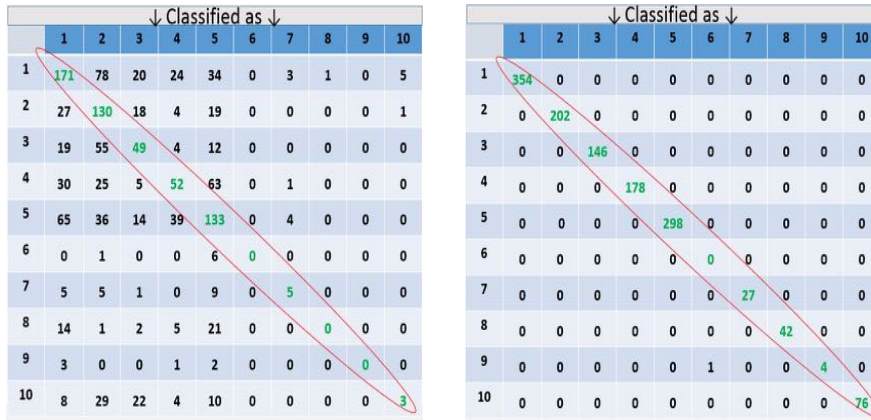 ↓ Classified as ↓
1 2 3 4 5 6 7 8 9 10
1 171 78 20 24 34 0 3 1 0 5
2 27 130 18 4 19 0 0 0 0 1
3 19 55 49 4 12 0 0 0 0 0
4 30 25 5 52 63 0 1 0 0 0
5 65 36 14 39 133 0 4 0 0 0
6 0 1 0 0 6 0 0 0 0 0
7 5 5 1 0 9 0 5 0 0 0
8 14 1 2 5 21 0 0 0 0 0
9 3 0 0 1 2 0 0 0 0 0
10 8 29 22 4 10 0 0 0 0 3
↓ Classified as ↓
1 2 3 4 5 6 7 8 9 10
1 354 0 0 0 0 0 0 0 0 0
2 0 202 0 0 0 0 0 0 0 0
3 0 0 146 0 0 0 0 0 0 0
4 0 0 0 178 0 0 0 0 0 0
5 0 0 0 0 298 0 0 0 0 0
6 0 0 0 0 0 0 0 0 0 0
7 0 0 0 0 0 0 27 0 0 0
8 0 0 0 0 0 0 0 42 0 0
9 0 0 0 0 0 1 0 0 4 0
10 0 0 0 0 0 0 0 0 0 76